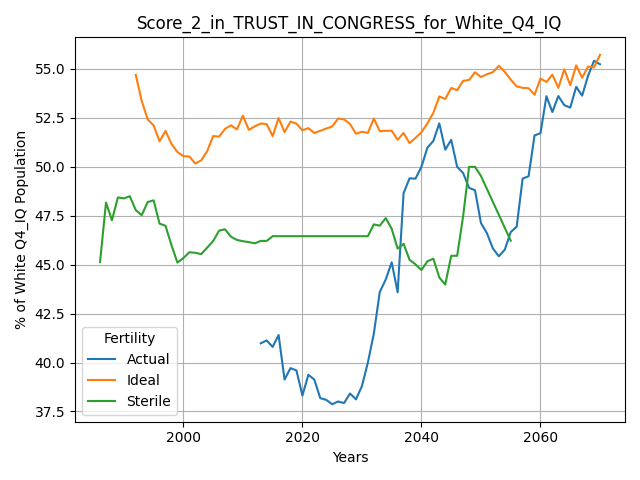 Score_2_in_TRUST_IN_CONGRESS_for_White_Q4_IQ
% of White Q4_IQ Population
55.0
52.5
50.0
47.5
45.0
42.5
40.0
37.5
Fertility
Actual
Ideal
Sterile
2000
2020
2040
2060
Years